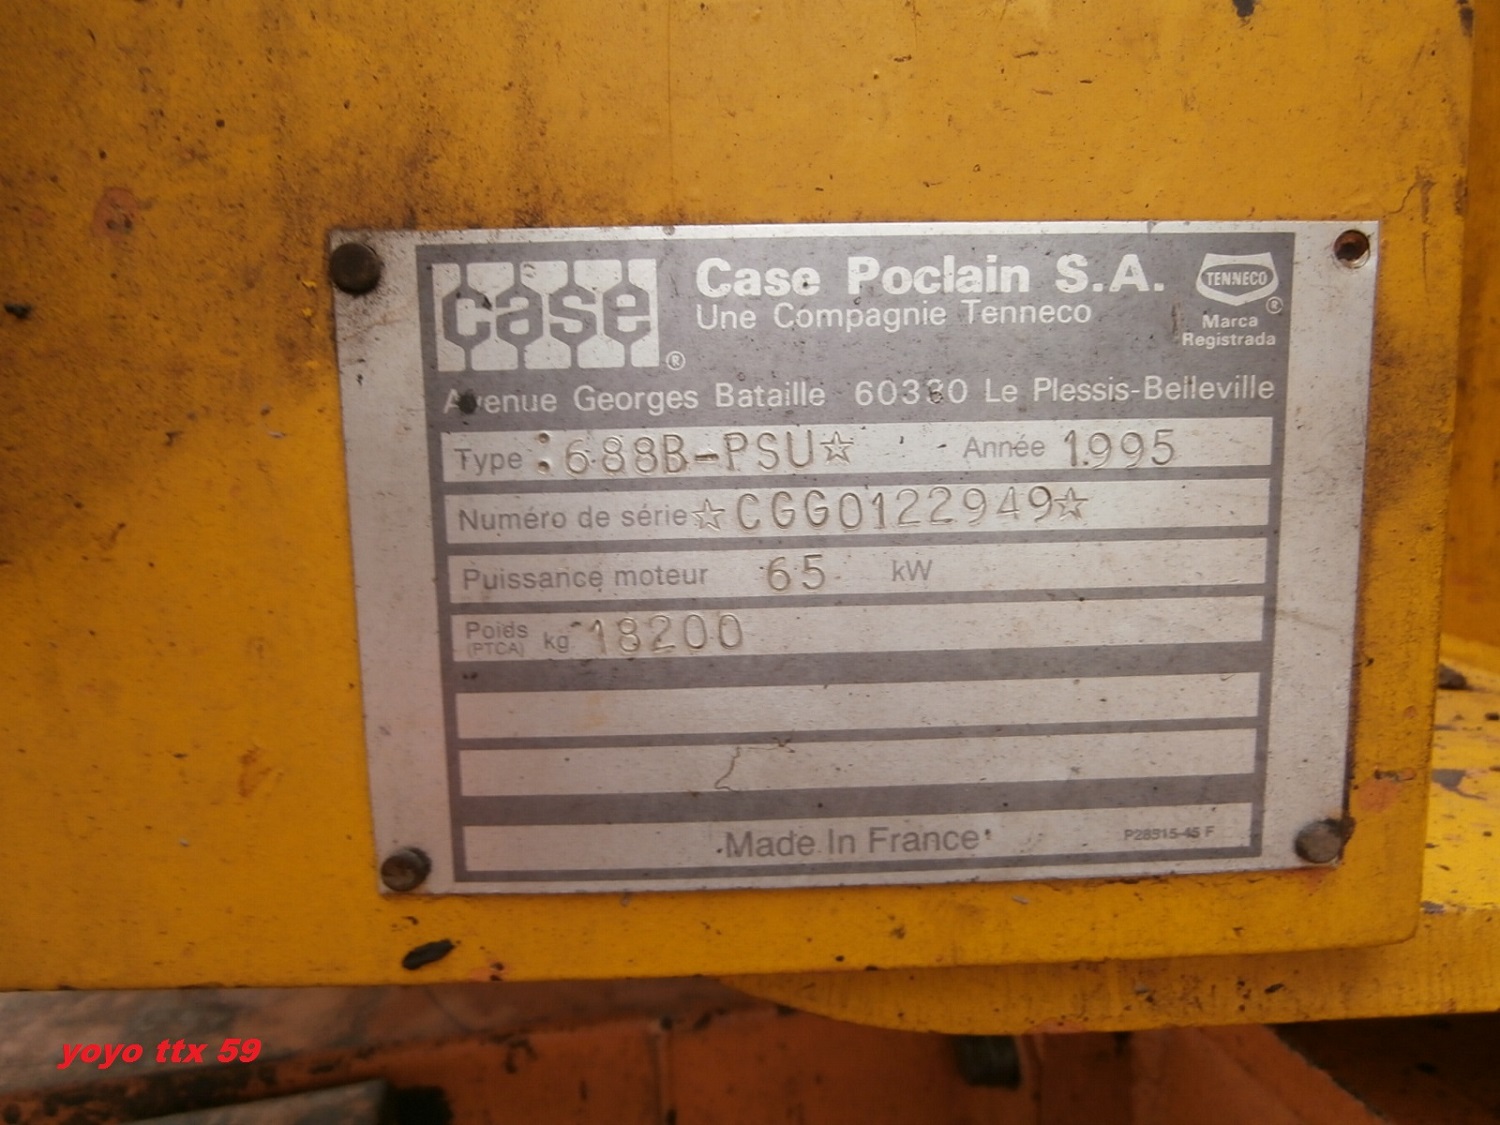 case ®
Case Poclain S.A.
Une Compagnie Tenneco
TENNECO ®
Marca
Registrada
Avenue Georges Bataille 60330 Le Plessis-Belleville
Type : 688B-PSU☆ Année 1995
Numéro de série ☆CGG0122949☆
Puissance moteur 65 kW
Poids (PTCA) kg 18200
Made In France
P28515-45 F
yoyo ttx 59